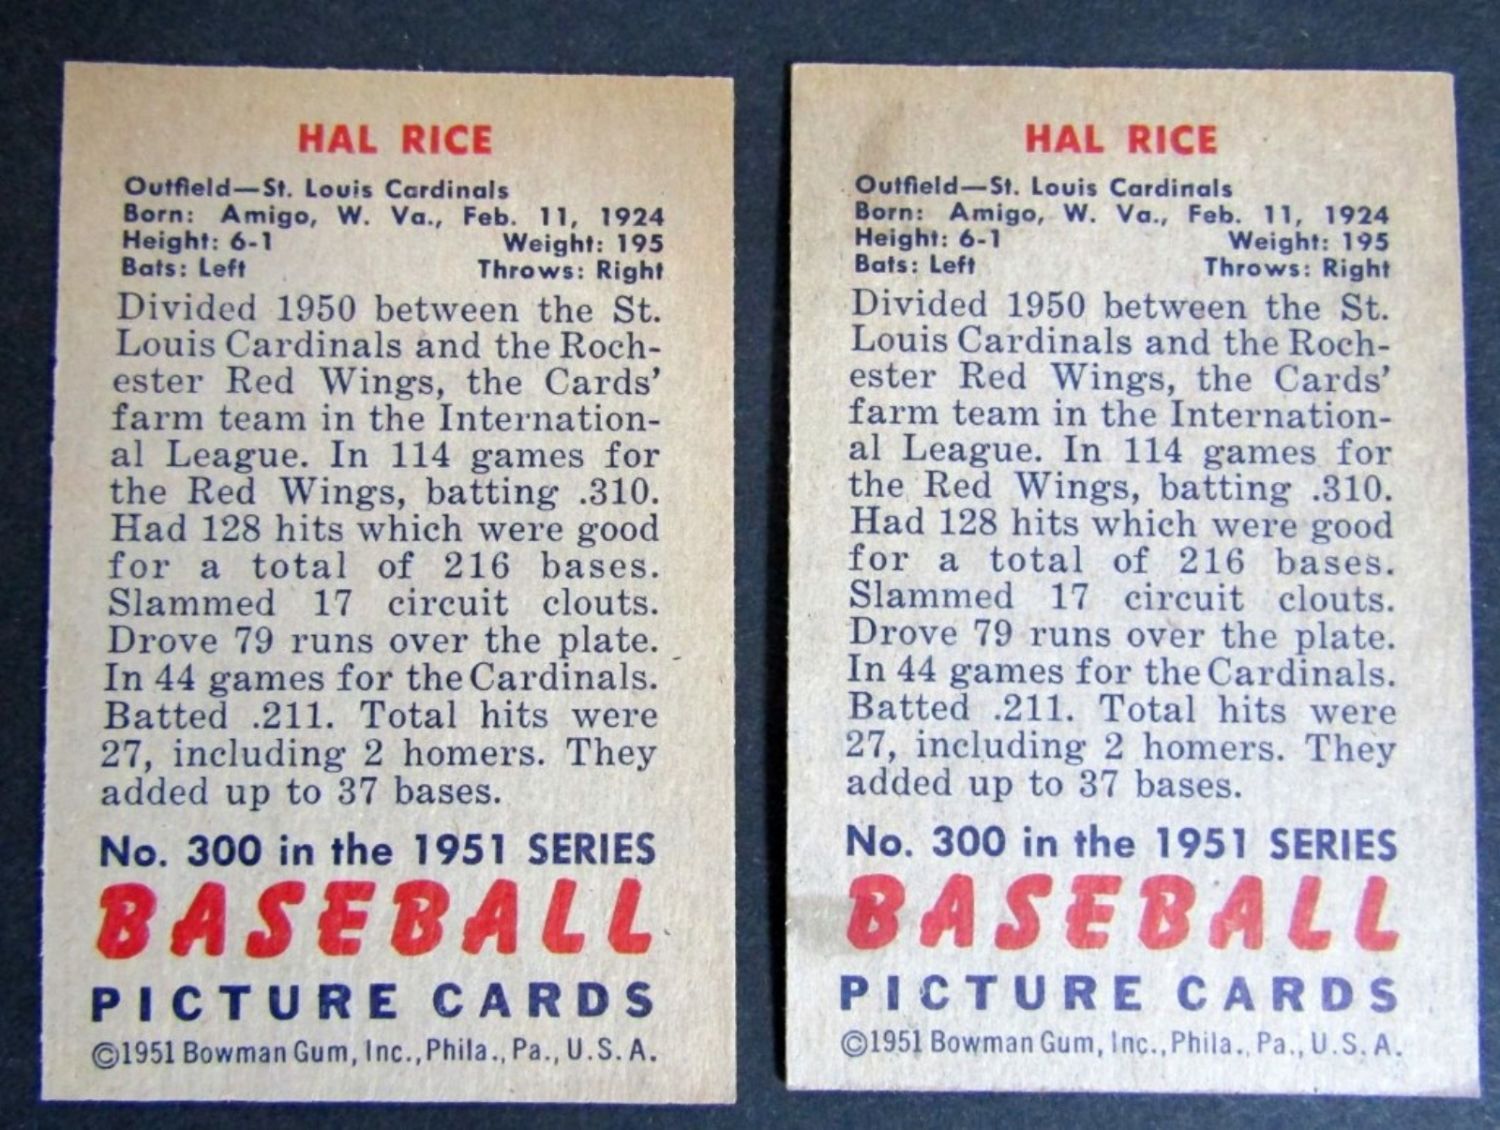 HAL RICE
Outfield—St. Louis Cardinals
Born: Amigo, W. Va., Feb. 11, 1924
Height: 6-1 Weight: 195
Bats: Left Throws: Right
Divided 1950 between the St.
Louis Cardinals and the Roch-
ester Red Wings, the Cards'
farm team in the Internation-
al League. In 114 games for
the Red Wings, batting .310.
Had 128 hits which were good
for a total of 216 bases.
Slammed 17 circuit clouts.
Drove 79 runs over the plate.
In 44 games for the Cardinals.
Batted .211. Total hits were
27, including 2 homers. They
added up to 37 bases.
No. 300 in the 1951 SERIES
BASEBALL
PICTURE CARDS
©1951 Bowman Gum, Inc., Phila., Pa., U.S.A.
HAL RICE
Outfield—St. Louis Cardinals
Born: Amigo, W. Va., Feb. 11, 1924
Height: 6-1 Weight: 195
Bats: Left Throws: Right
Divided 1950 between the St.
Louis Cardinals and the Roch-
ester Red Wings, the Cards'
farm team in the Internation-
al League. In 114 games for
the Red Wings, batting .310.
Had 128 hits which were good
for a total of 216 bases.
Slammed 17 circuit clouts.
Drove 79 runs over the plate.
In 44 games for the Cardinals.
Batted .211. Total hits were
27, including 2 homers. They
added up to 37 bases.
No. 300 in the 1951 SERIES
BASEBALL
PICTURE CARDS
©1951 Bowman Gum, Inc., Phila., Pa., U.S.A.